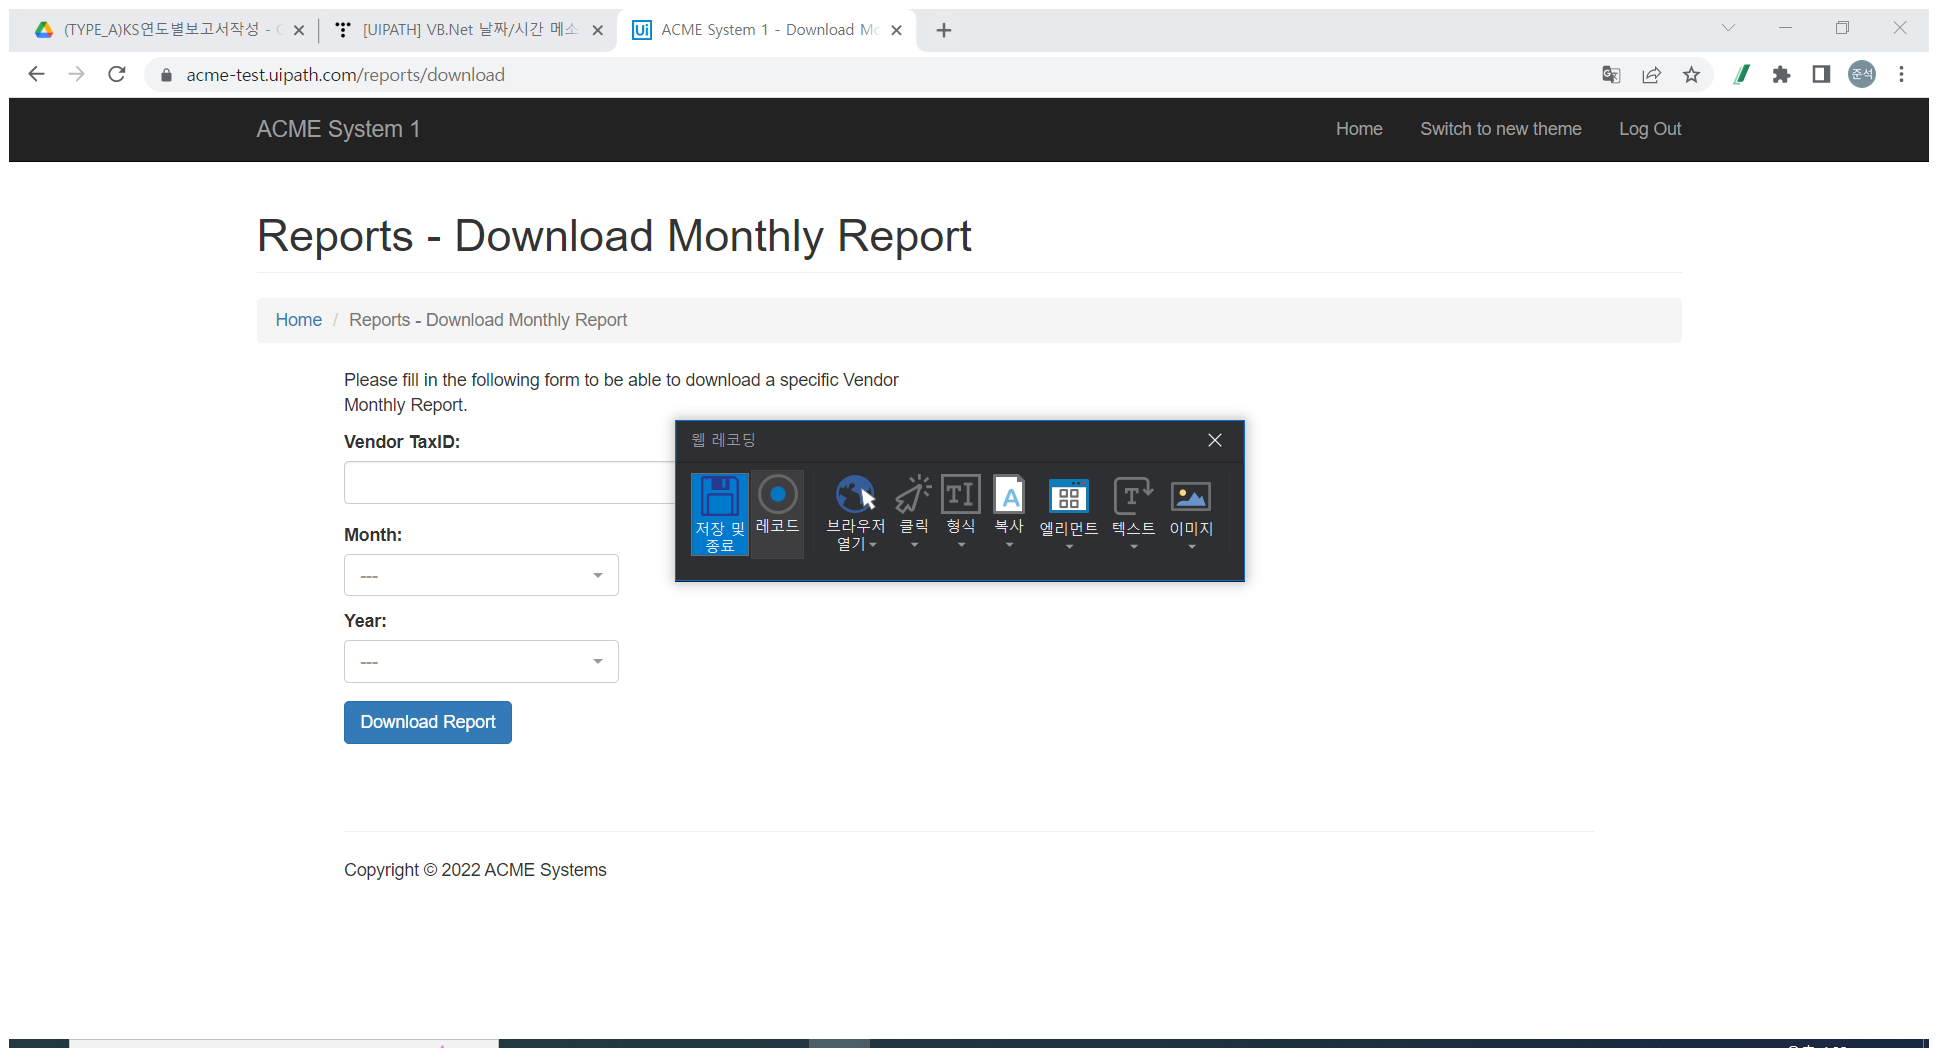 (TYPE_A)KS연도별보고서작성 -
[UIPATH] VB.Net 날짜/시간 메소
ACME System 1 - Download Mo
acme-test.uipath.com/reports/download
준석
ACME System 1
Home
Switch to new theme
Log Out
Reports - Download Monthly Report
Home / Reports - Download Monthly Report
Please fill in the following form to be able to download a specific Vendor
Monthly Report.
Vendor TaxID:
웹 레코딩
저장 및
종료
레코드
브라우저
열기
클릭
형식
복사
엘리먼트
텍스트
이미지
Month:
---
Year:
---
Download Report
Copyright © 2022 ACME Systems